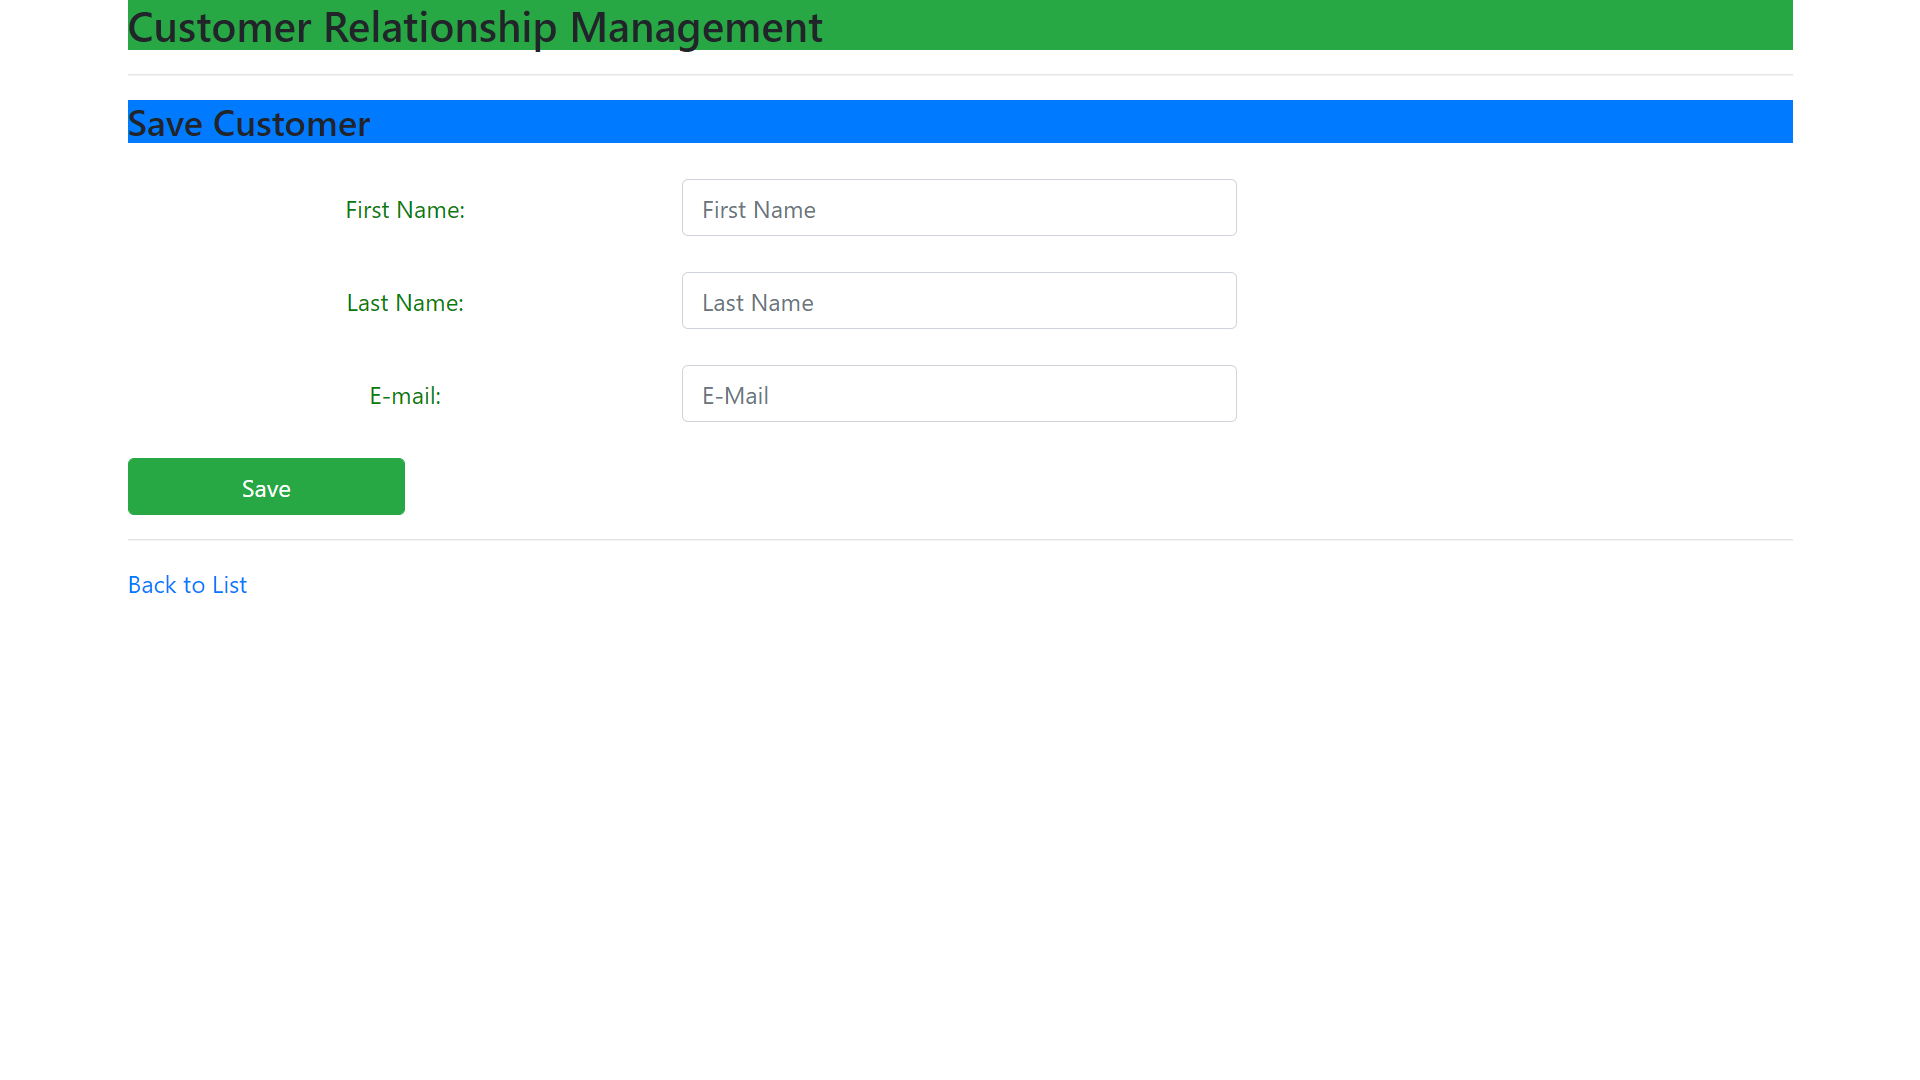 Customer Relationship Management
Save Customer
First Name: First Name
Last Name: Last Name
E-mail: E-Mail
Save
Back to List